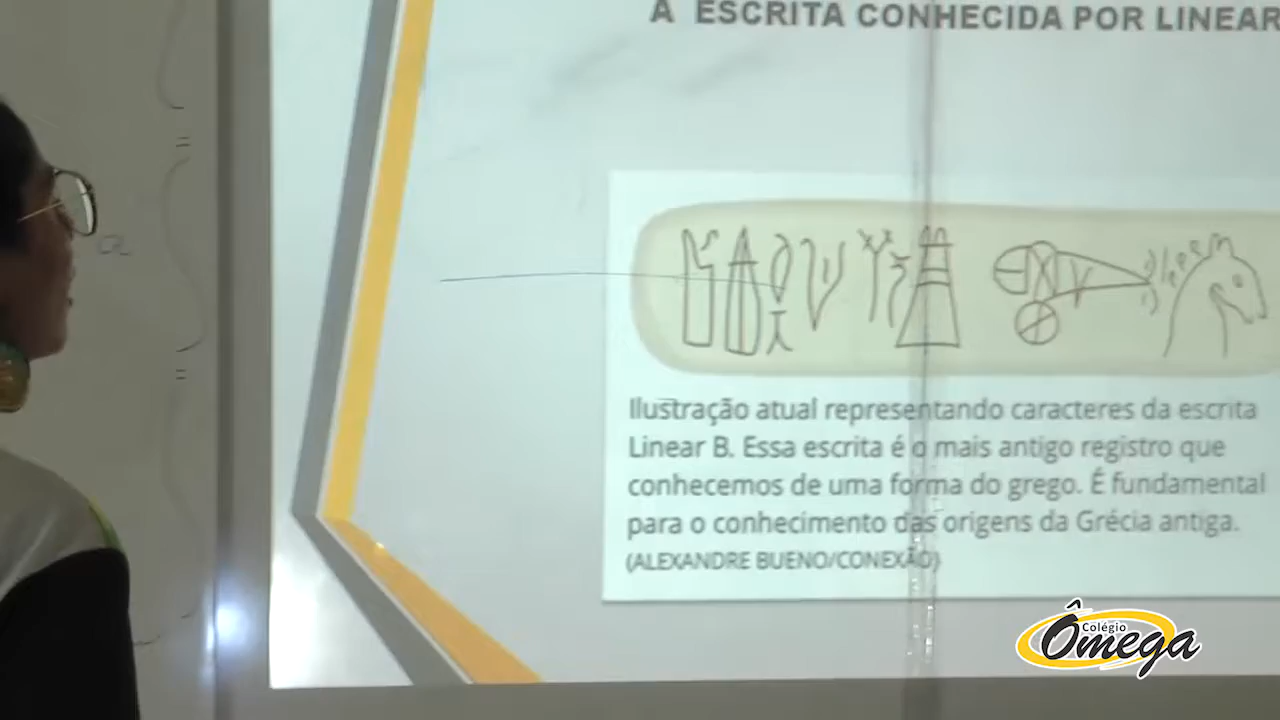 A ESCRITA CONHECIDA POR LINEAR
Ilustração atual representando caracteres da escrita
Linear B. Essa escrita é o mais antigo registro que
conhecemos de uma forma do grego. É fundamental
para o conhecimento das origens da Grécia antiga.
(ALEXANDRE BUENO/CONEXÃO)
Colégio
Ômega